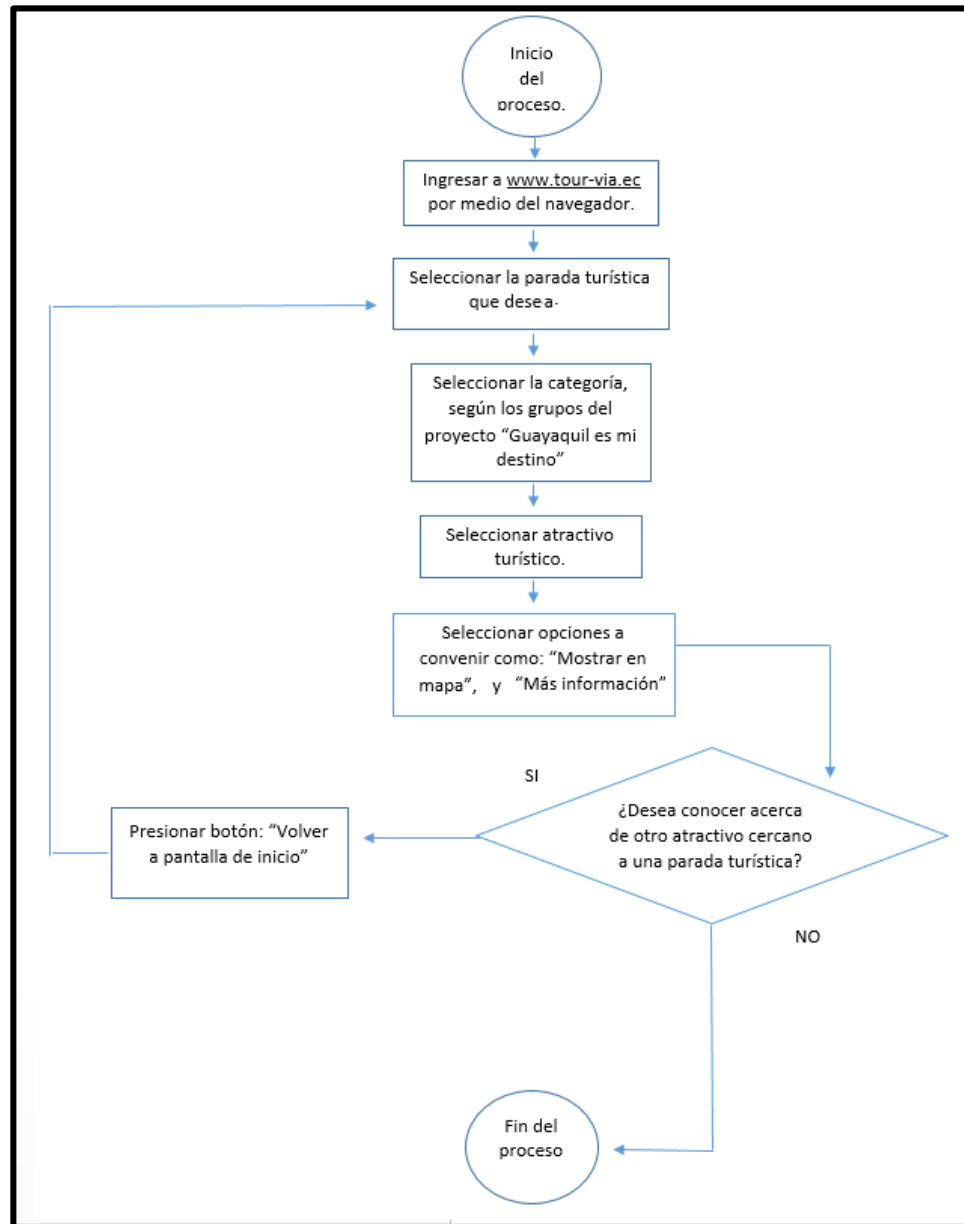 Inicio
del
proceso.
Ingresar a www.tour-via.ec
por medio del navegador.
Seleccionar la parada turística
que desea.
Seleccionar la categoría,
según los grupos del
proyecto “Guayaquil es mi
destino”
Seleccionar atractivo
turístico.
Seleccionar opciones a
convenir como: “Mostrar en
mapa”, y “Más información”
SI
¿Desea conocer acerca
de otro atractivo cercano
a una parada turística?
Presionar botón: “Volver
a pantalla de inicio”
NO
Fin del
proceso